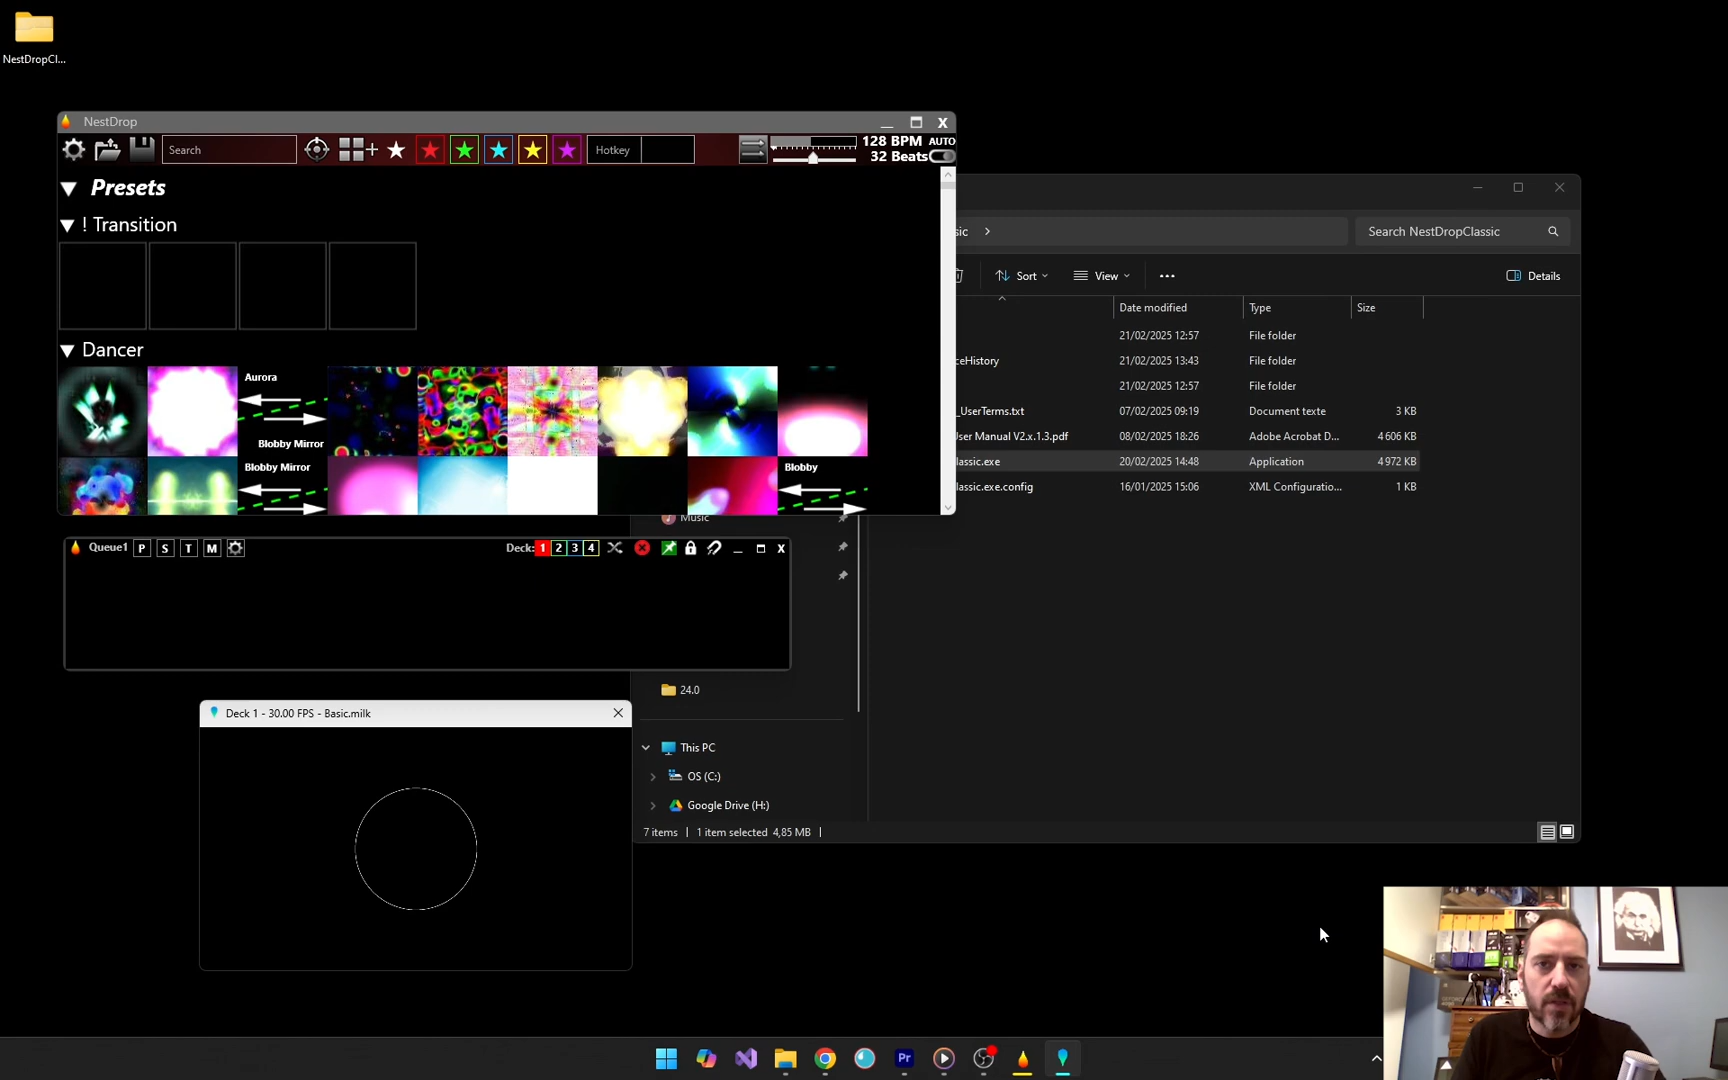 NestDropCl...
NestDrop
Search
Hotkey
128 BPM
AUTO
32 Beats
Presets
! Transition
Dancer
Aurora
Blobby Mirror
Blobby Mirror
Blobby
sic
Search NestDropClassic
Sort
View
Details
Date modified
Type
Size
21/02/2025 12:57
File folder
ceHistory
21/02/2025 13:43
File folder
21/02/2025 12:57
File folder
_UserTerms.txt
07/02/2025 09:19
Document texte
3 KB
User Manual V2.x.1.3.pdf
08/02/2025 18:26
Adobe Acrobat D...
4 606 KB
lassic.exe
20/02/2025 14:48
Application
4 972 KB
lassic.exe.config
16/01/2025 15:06
XML Configuratio...
1 KB
Music
Queue1
P
S
T
M
Deck: 1 2 3 4
X
24.0
Deck 1 - 30.00 FPS - Basic.milk
This PC
OS (C:)
Google Drive (H:)
7 items
1 item selected 4,85 MB
Pr